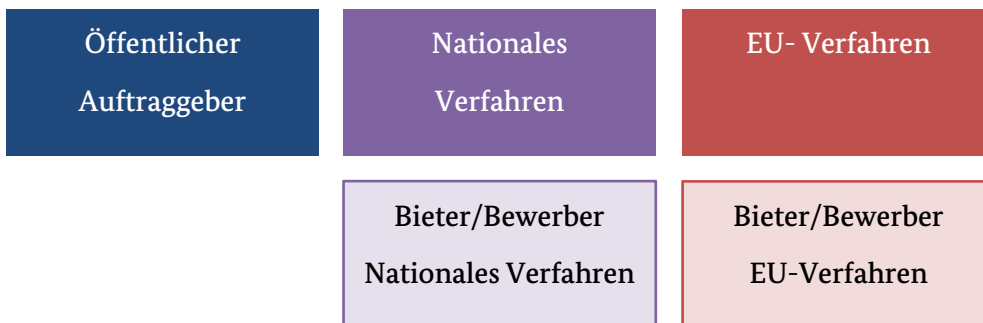 Öffentlicher
Auftraggeber
Nationales
Verfahren
EU- Verfahren
Bieter/Bewerber
Nationales Verfahren
Bieter/Bewerber
EU-Verfahren